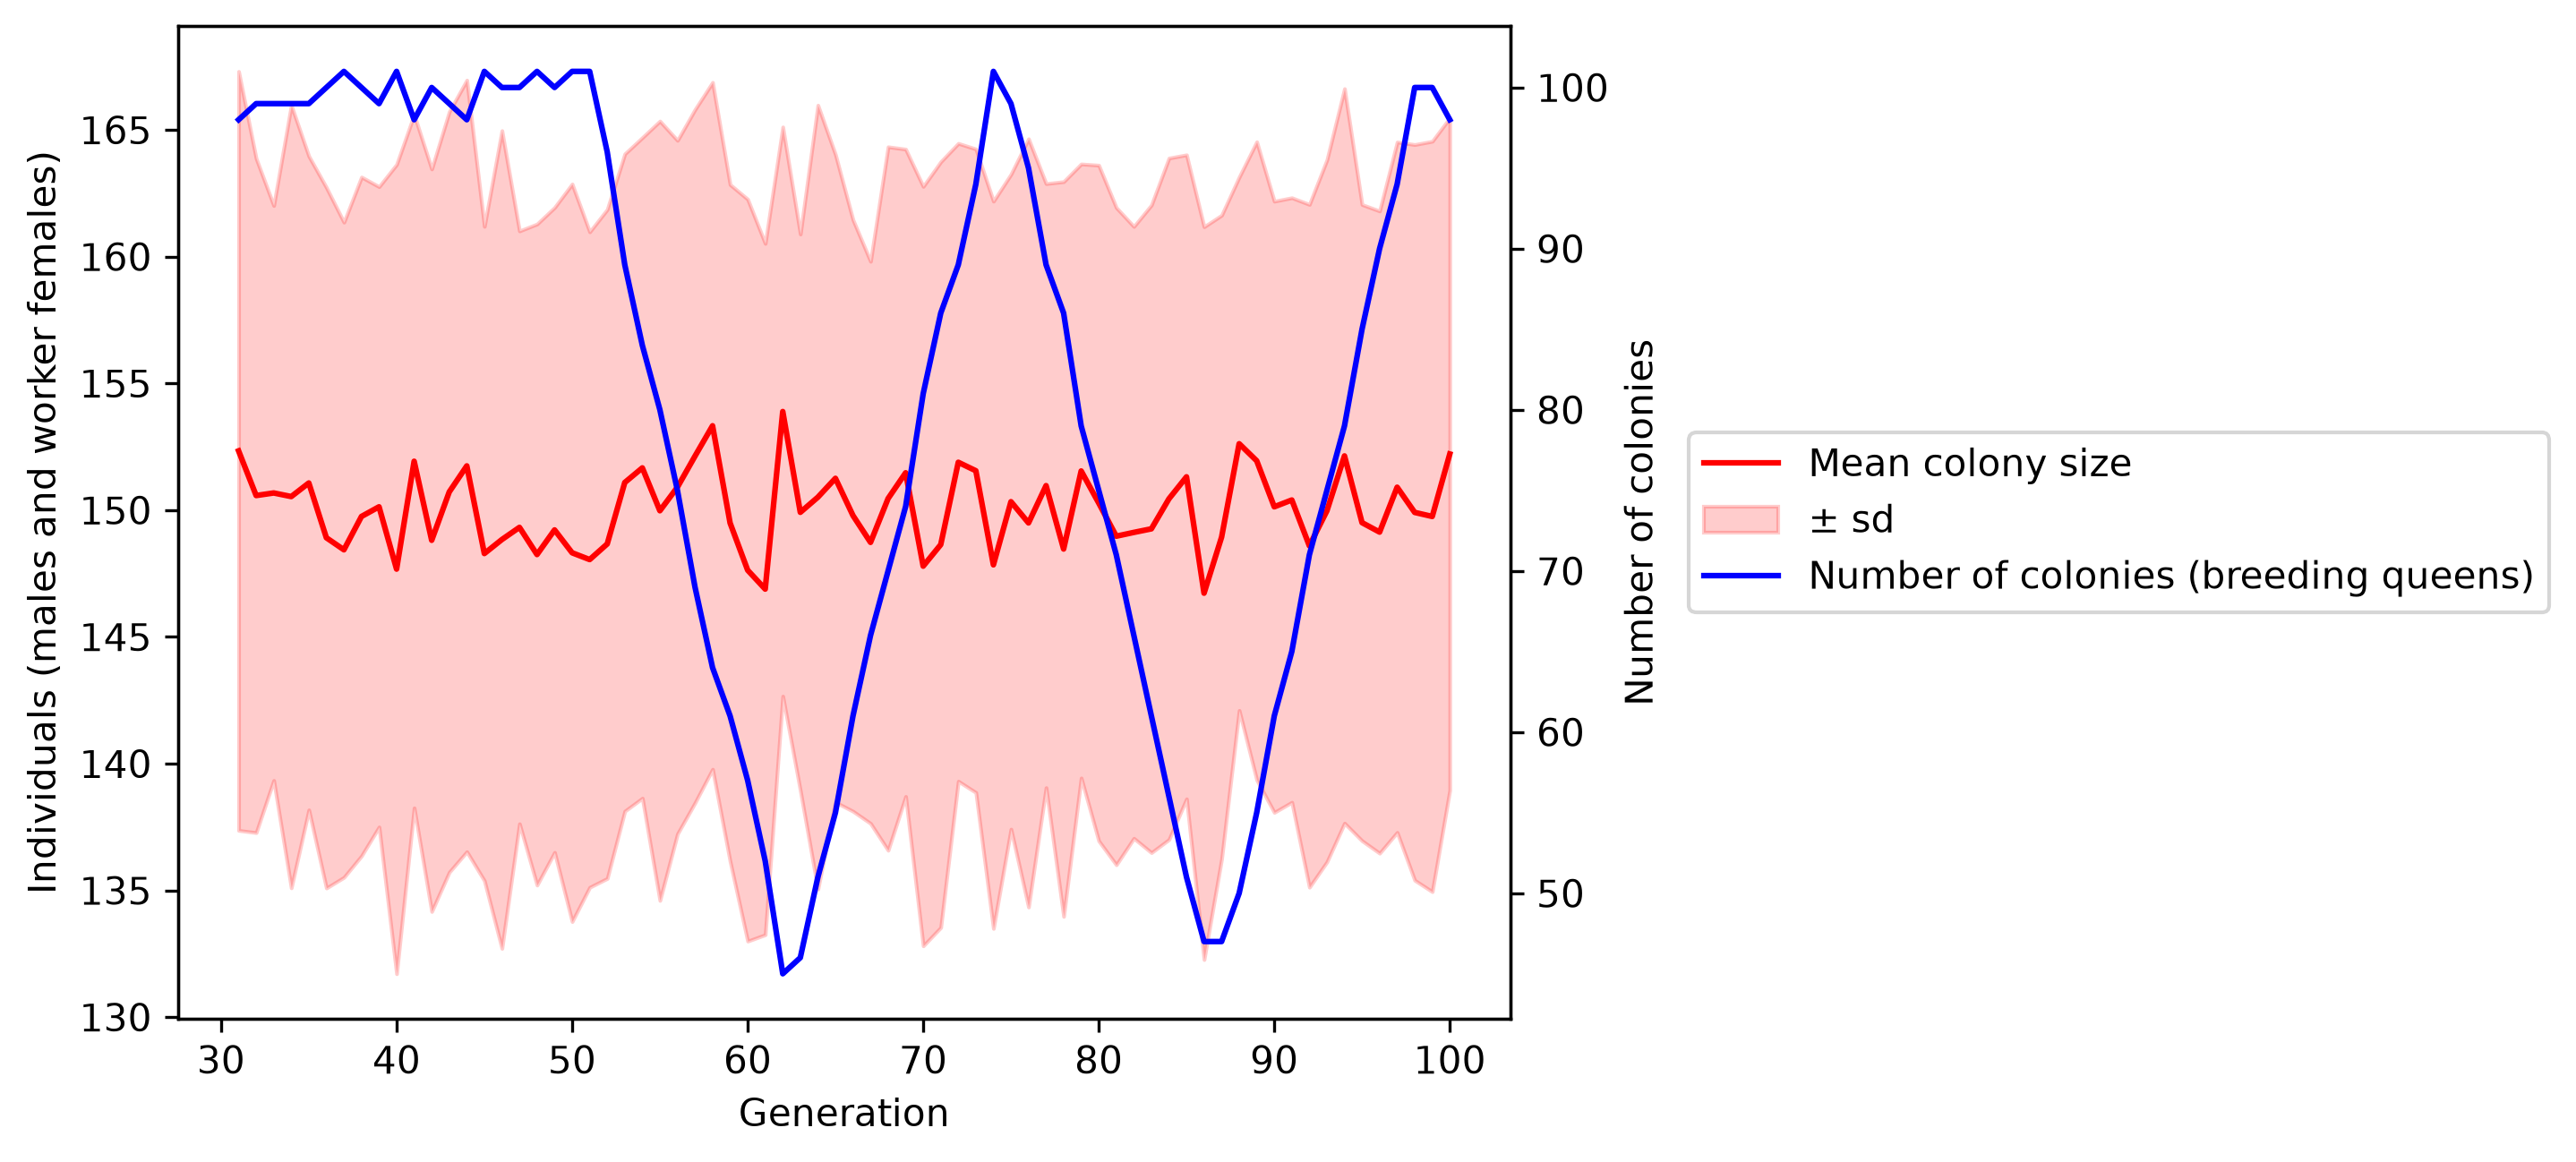 Individuals (males and worker females)
165
160
155
150
145
140
135
130
30 40 50 60 70 80 90 100
Generation
100
90
80
70
60
50
Number of colonies
Mean colony size
± sd
Number of colonies (breeding queens)